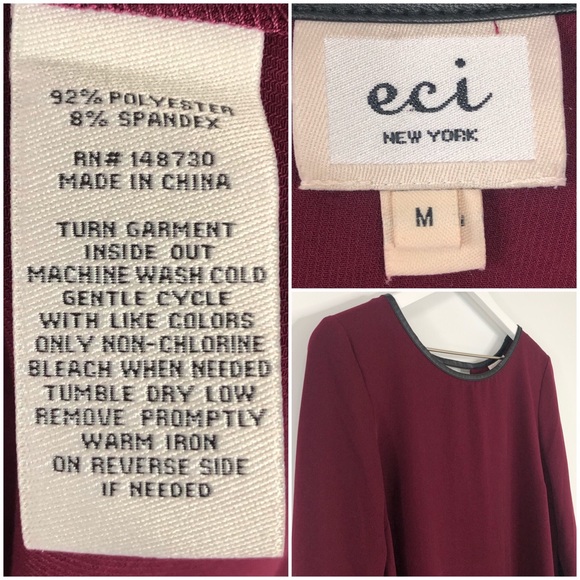 92% POLYESTER
8% SPANDEX
RN# 148730
MADE IN CHINA
TURN GARMENT
INSIDE OUT
MACHINE WASH COLD
GENTLE CYCLE
WITH LIKE COLORS
ONLY NON-CHLORINE
BLEACH WHEN NEEDED
TUMBLE DRY LOW
REMOVE PROMPTLY
WARM IRON
ON REVERSE SIDE
IF NEEDED
eci
NEW YORK
M